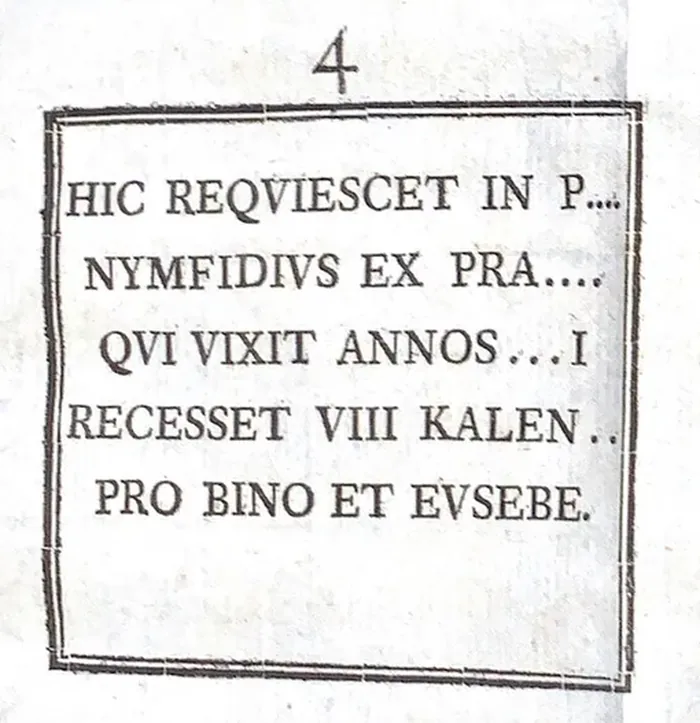 4
HIC REQVIESCET IN P....
NYMFIDIVS EX PRA....
QVI VIXIT ANNOS...I
RECESSET VIII KALEN..
PRO BINO ET EVSEBE.